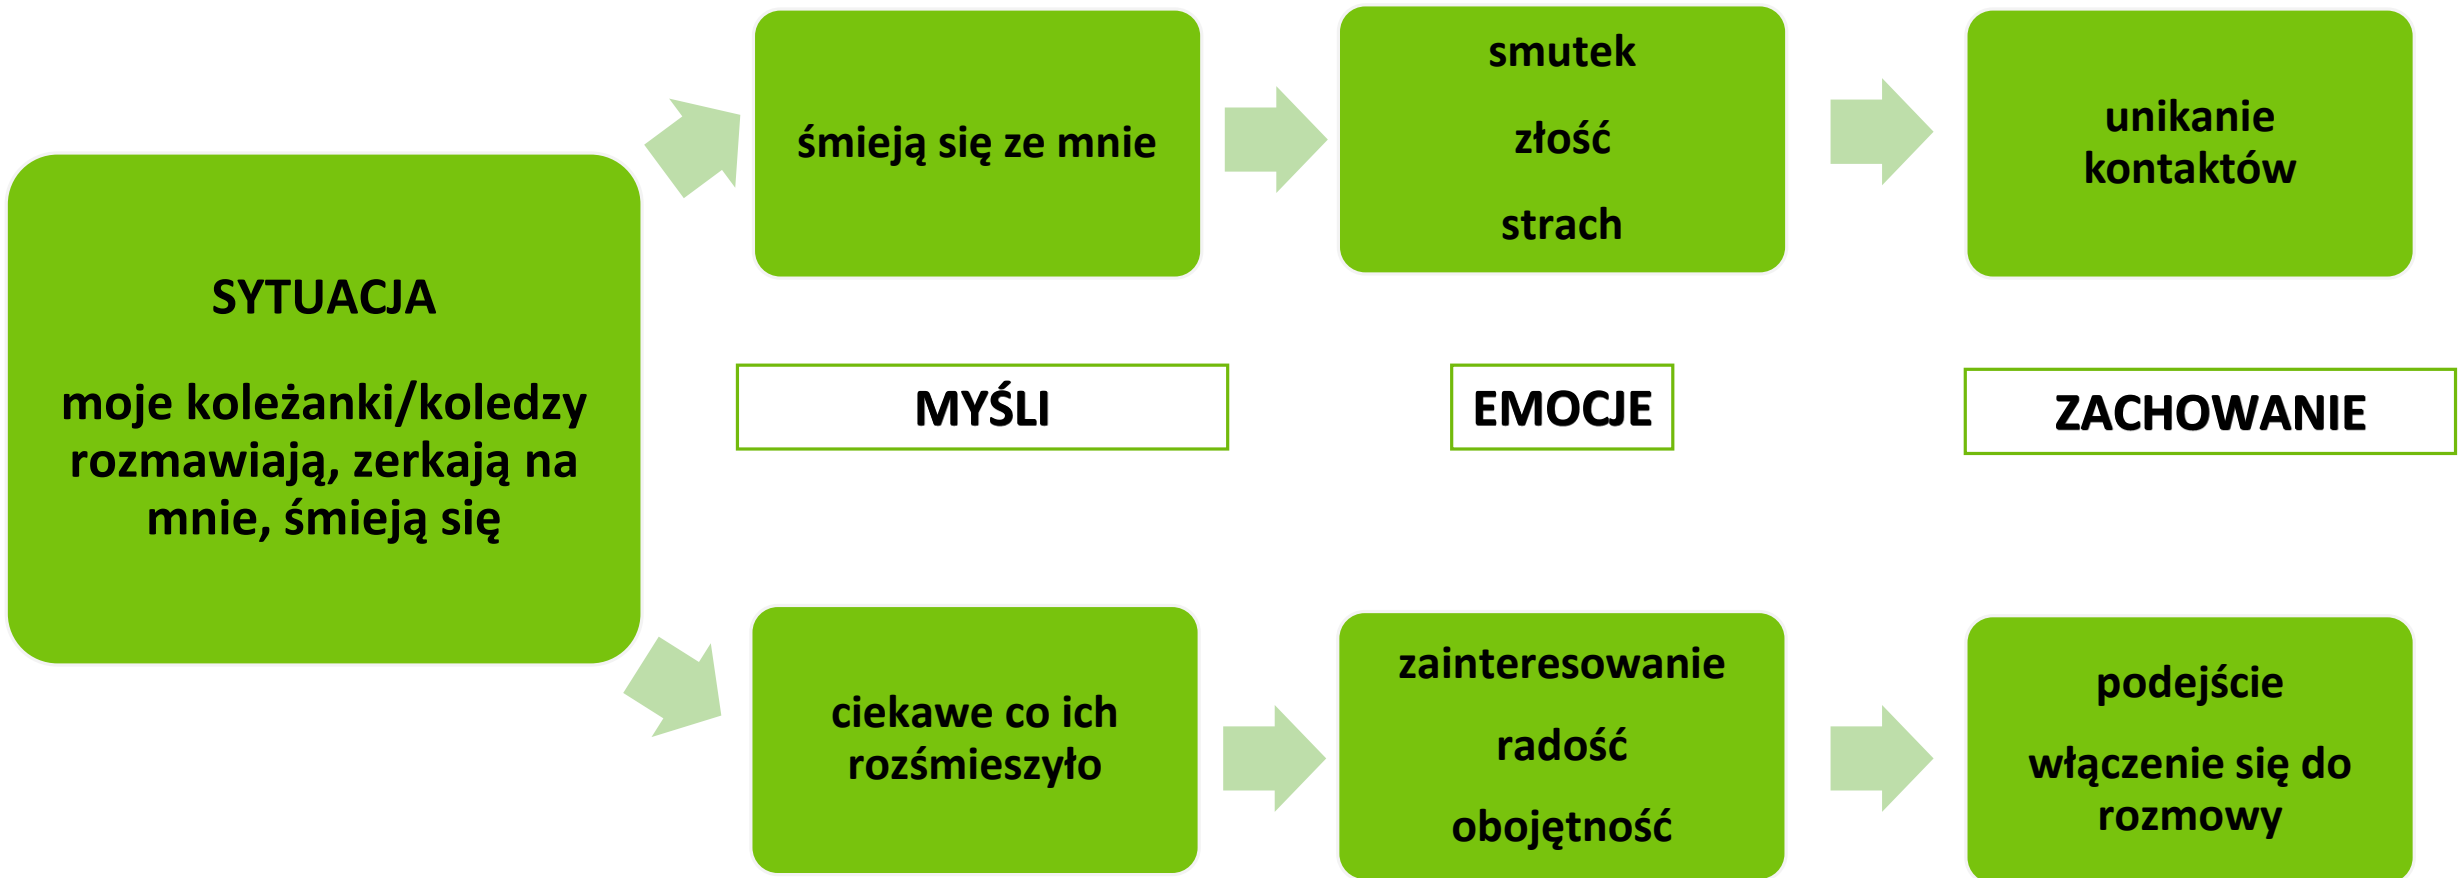 SYTUACJA
moje koleżanki/koledzy
rozmawiają, zerkają na
mnie, śmieją się
śmieją się ze mnie
smutek
złość
strach
unikanie
kontaktów
MYŚLI
EMOCJE
ZACHOWANIE
ciekawe co ich
rozśmieszyło
zainteresowanie
radość
obojętność
podejście
włączenie się do
rozmowy